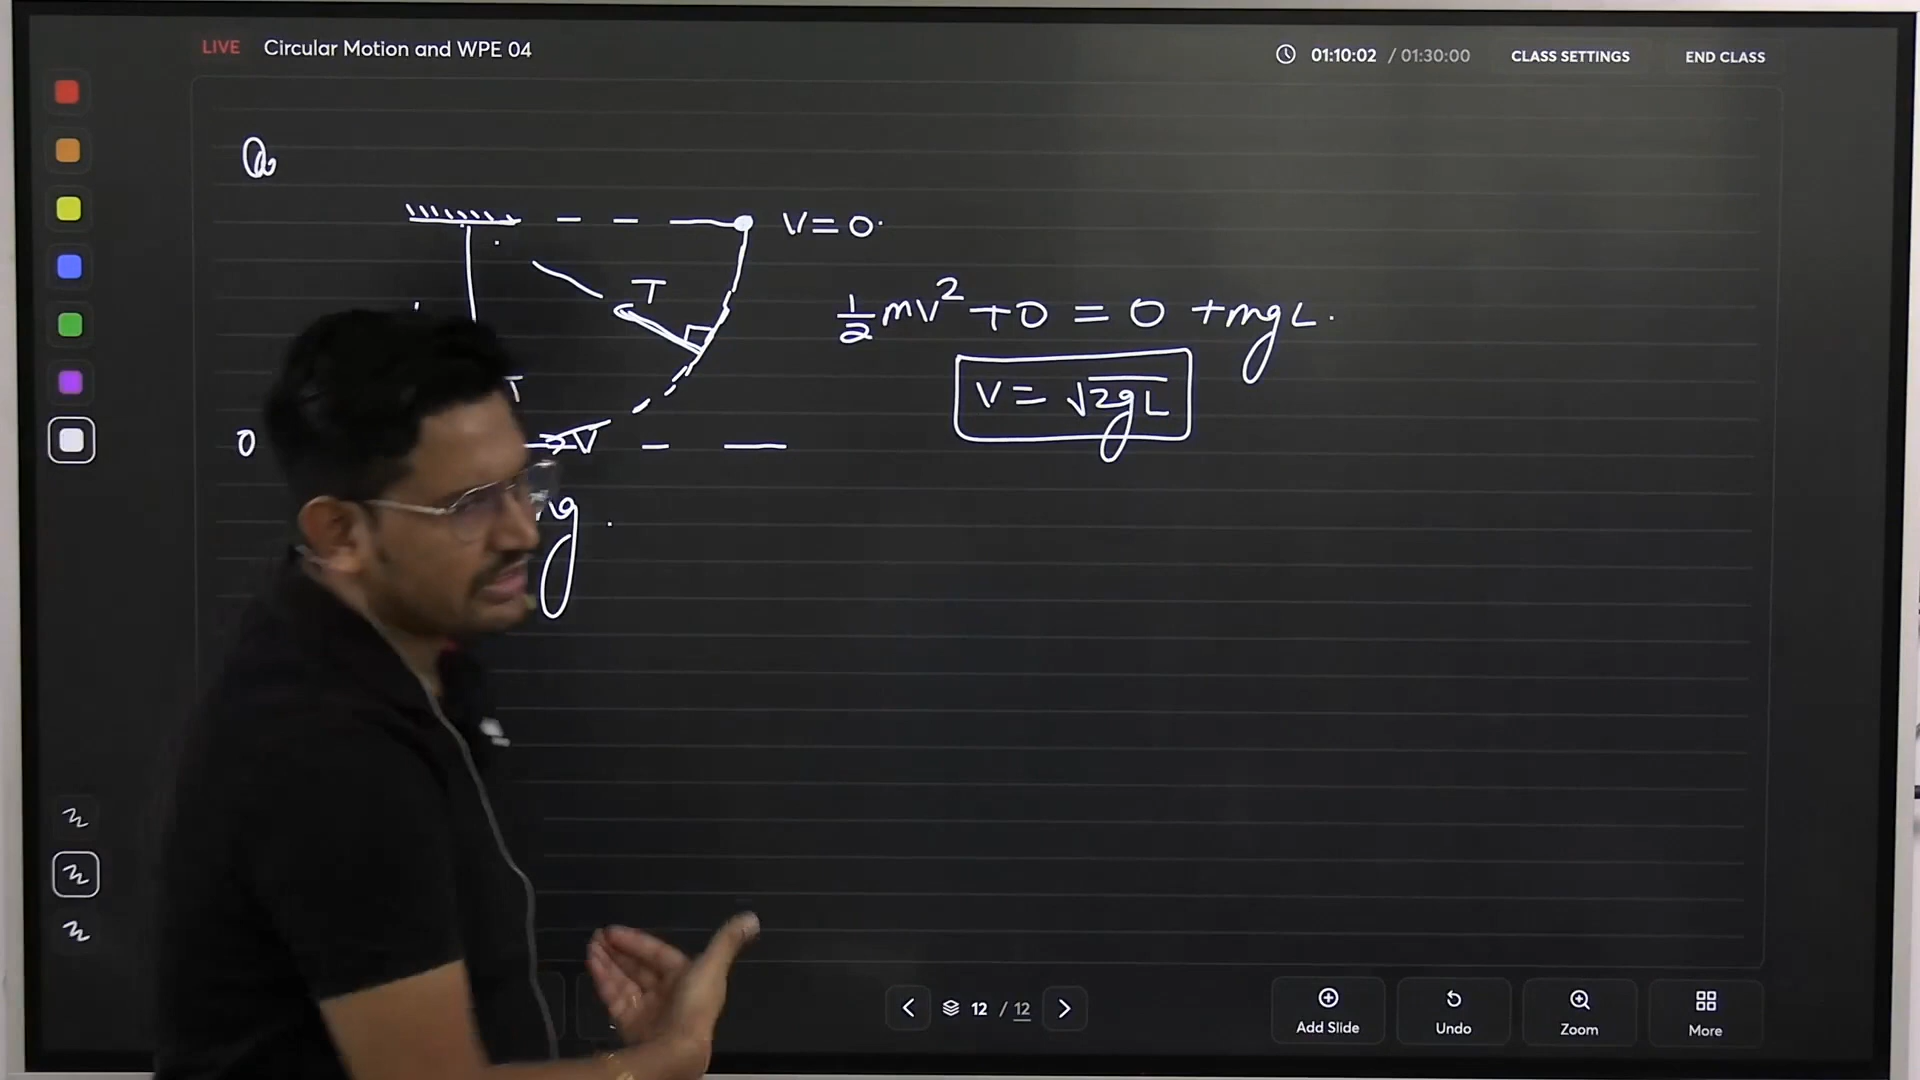 LIVE Circular Motion and WPE 04
01:10:02 / 01:30:00 CLASS SETTINGS END CLASS
Q.
V=0
T
½mv² + 0 = 0 + mgL.
V = √2gL
T
0
V
g
12 / 12
Add Slide Undo Zoom More